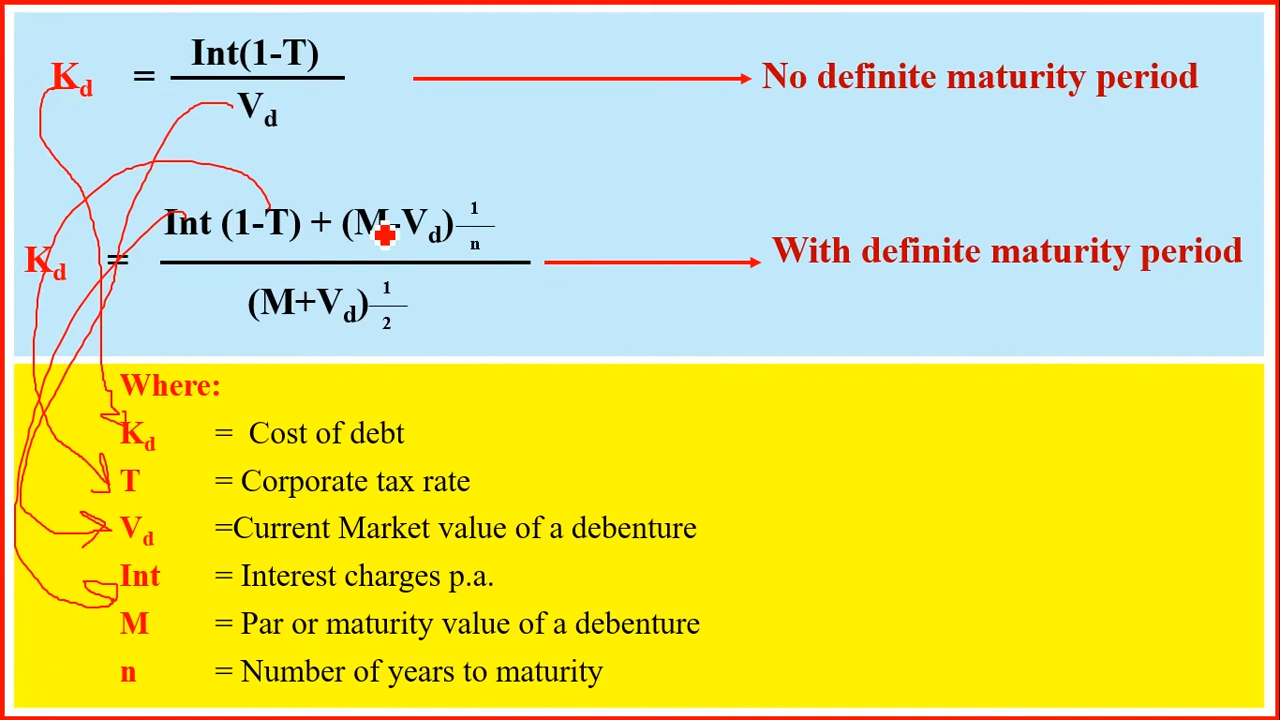 Kd = Int(1-T) / Vd No definite maturity period
Kd = Int (1-T) + (M-Vd) 1/n / (M+Vd) 1/2 With definite maturity period
Where:
Kd = Cost of debt
T = Corporate tax rate
Vd =Current Market value of a debenture
Int = Interest charges p.a.
M = Par or maturity value of a debenture
n = Number of years to maturity